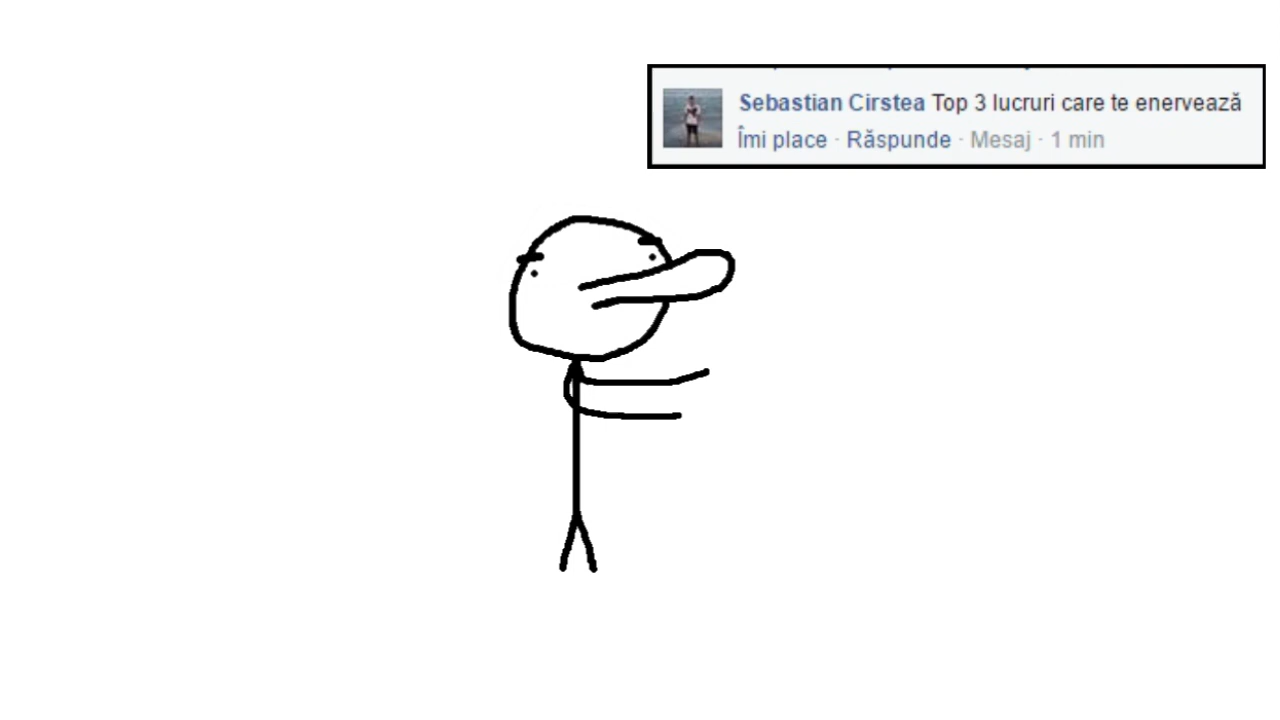 Sebastian Cirstea Top 3 lucruri care te enervează
Îmi place · Răspunde · Mesaj · 1 min